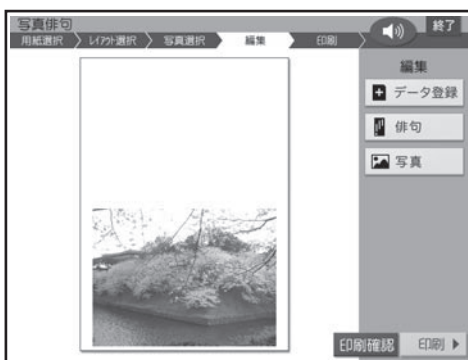 写真俳句
終了
用紙選択
ﾚｲｱｳﾄ選択
写真選択
編集
印刷
編集
データ登録
俳句
写真
印刷確認
印刷